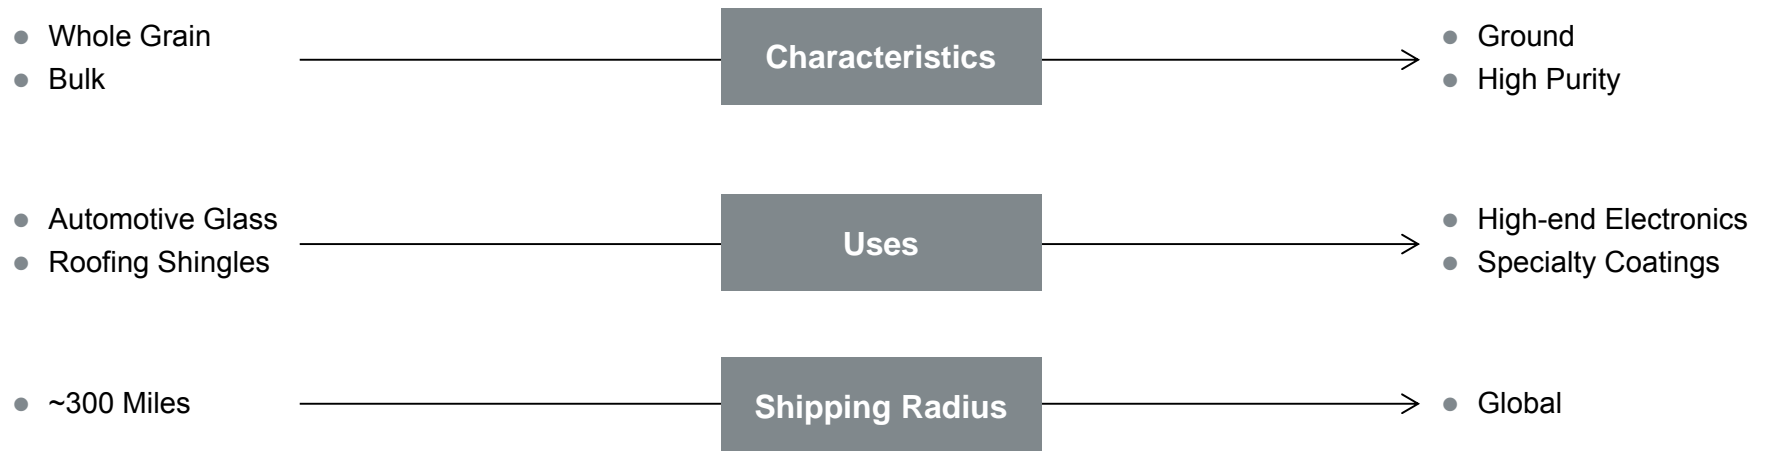 Whole Grain
Bulk
Characteristics
Ground
High Purity
Automotive Glass
Roofing Shingles
Uses
High-end Electronics
Specialty Coatings
~300 Miles
Shipping Radius
Global